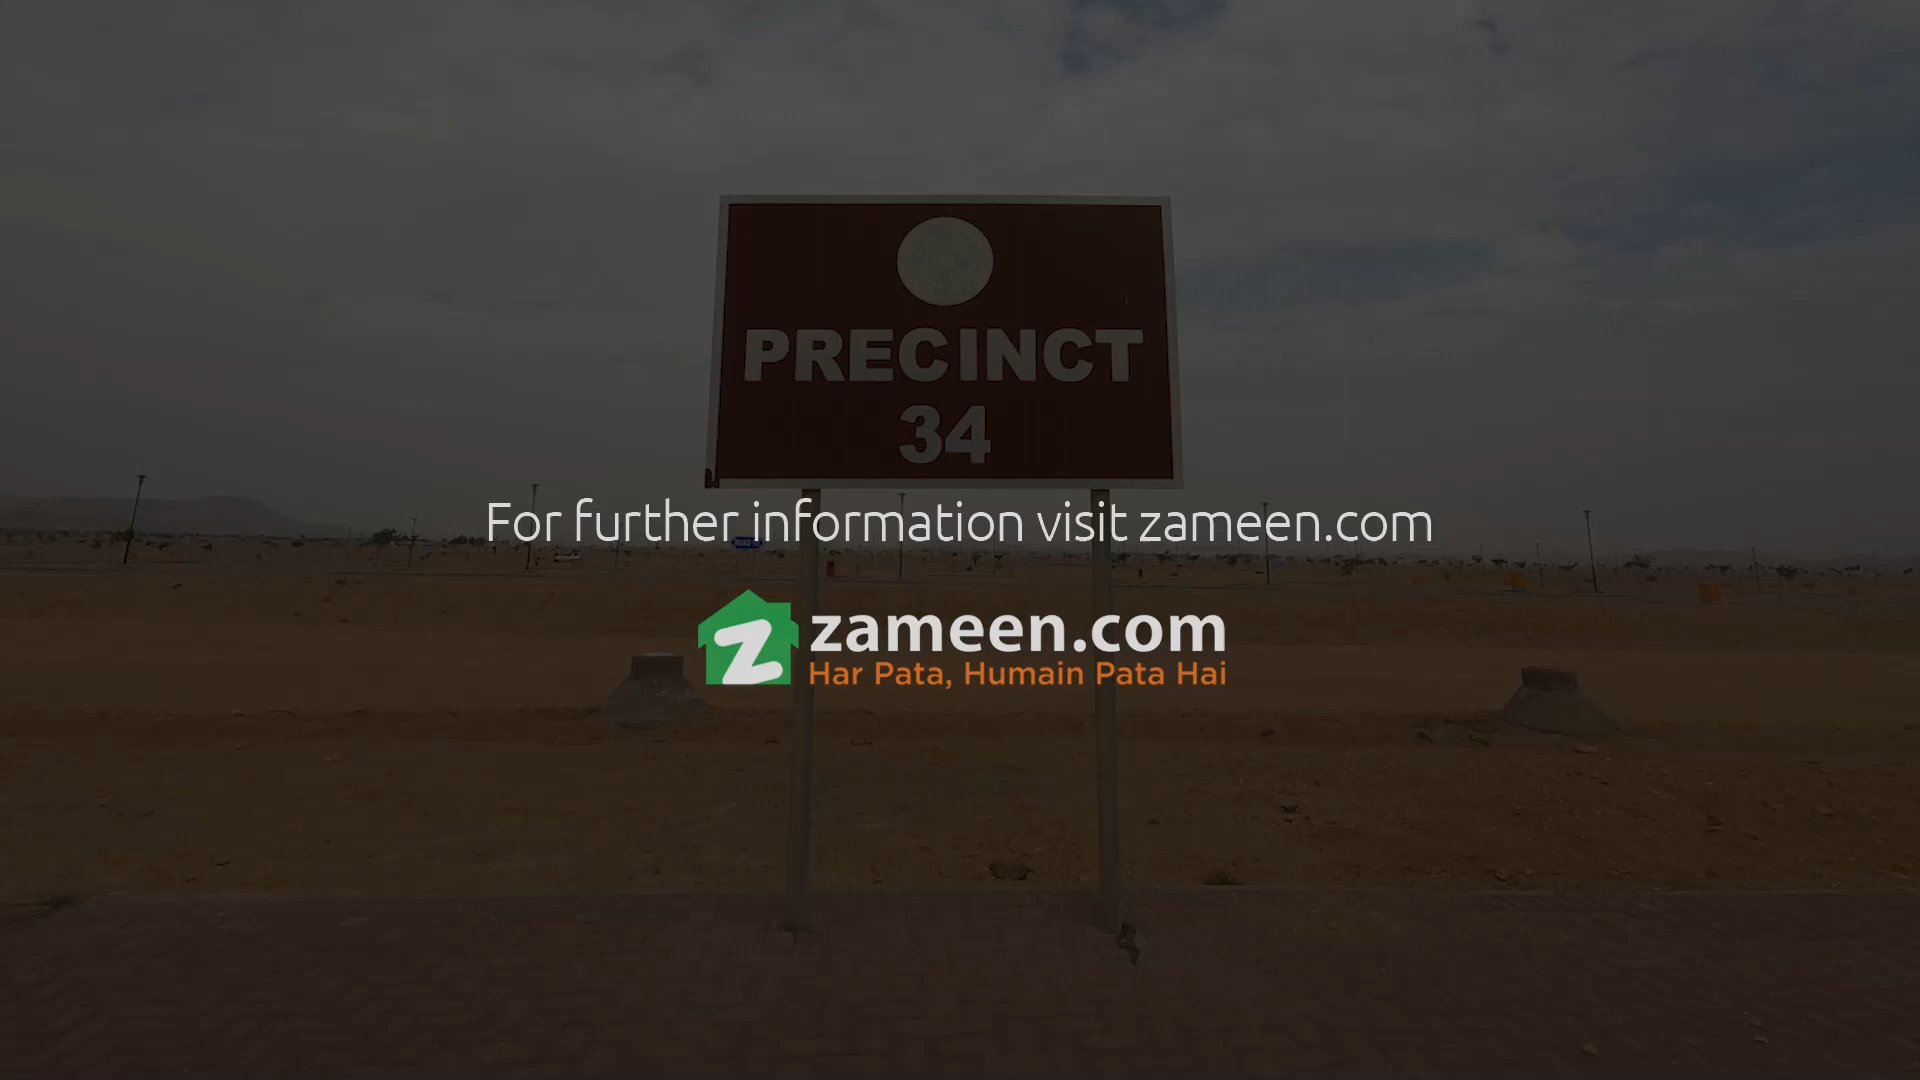 PRECINCT
34
For further information visit zameen.com
zameen.com
Har Pata, Humain Pata Hai